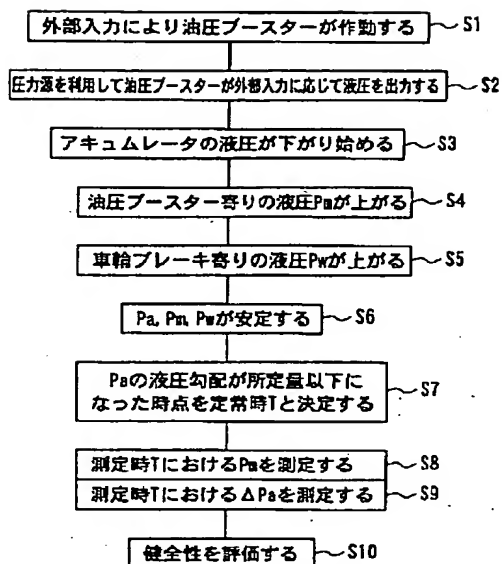 外部入力により油圧ブースターが作動する S1
圧力源を利用して油圧ブースターが外部入力に応じて液圧を出力する S2
アキュムレータの液圧が下がり始める S3
油圧ブースター寄りの液圧Pmが上がる S4
車輪ブレーキ寄りの液圧Pwが上がる S5
Pa,Pm,Pwが安定する S6
Paの液圧勾配が所定量以下に
なった時点を定常時Tと決定する S7
測定時TにおけるPmを測定する S8
測定時TにおけるΔPaを測定する S9
健全性を評価する S10